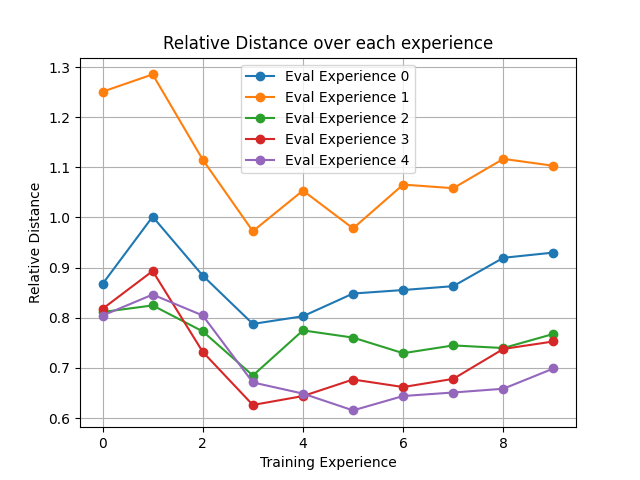 Relative Distance over each experience
1.3
1.2
1.1
1.0
0.9
0.8
0.7
0.6
Relative Distance
Eval Experience 0
Eval Experience 1
Eval Experience 2
Eval Experience 3
Eval Experience 4
0 2 4 6 8
Training Experience